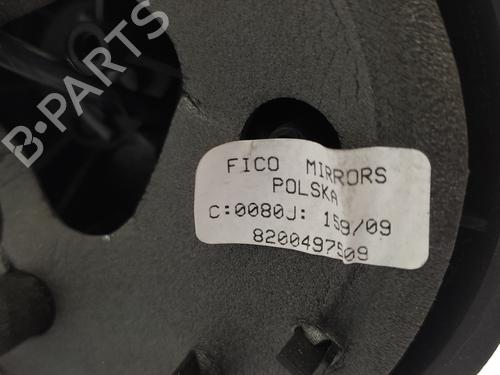 B-PARTS
FICO MIRRORS
POLSKA
C:0080J: 159/09
8200497509